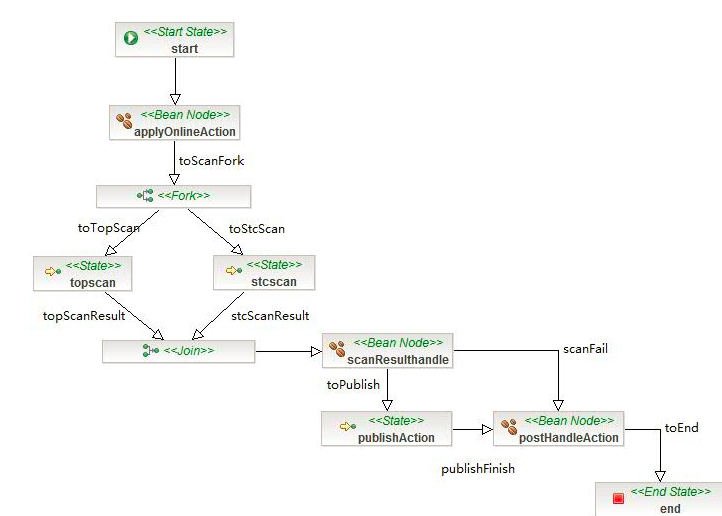 <<Start State>>
start
<<Bean Node>>
applyOnlineAction
toScanFork
<<Fork>>
toTopScan
toStcScan
<<State>>
topscan
<<State>>
stcscan
topScanResult
stcScanResult
<<Join>>
<<Bean Node>>
scanResulthandle
scanFail
toPublish
<<State>>
publishAction
<<Bean Node>>
postHandleAction
toEnd
publishFinish
<<End State>>
end